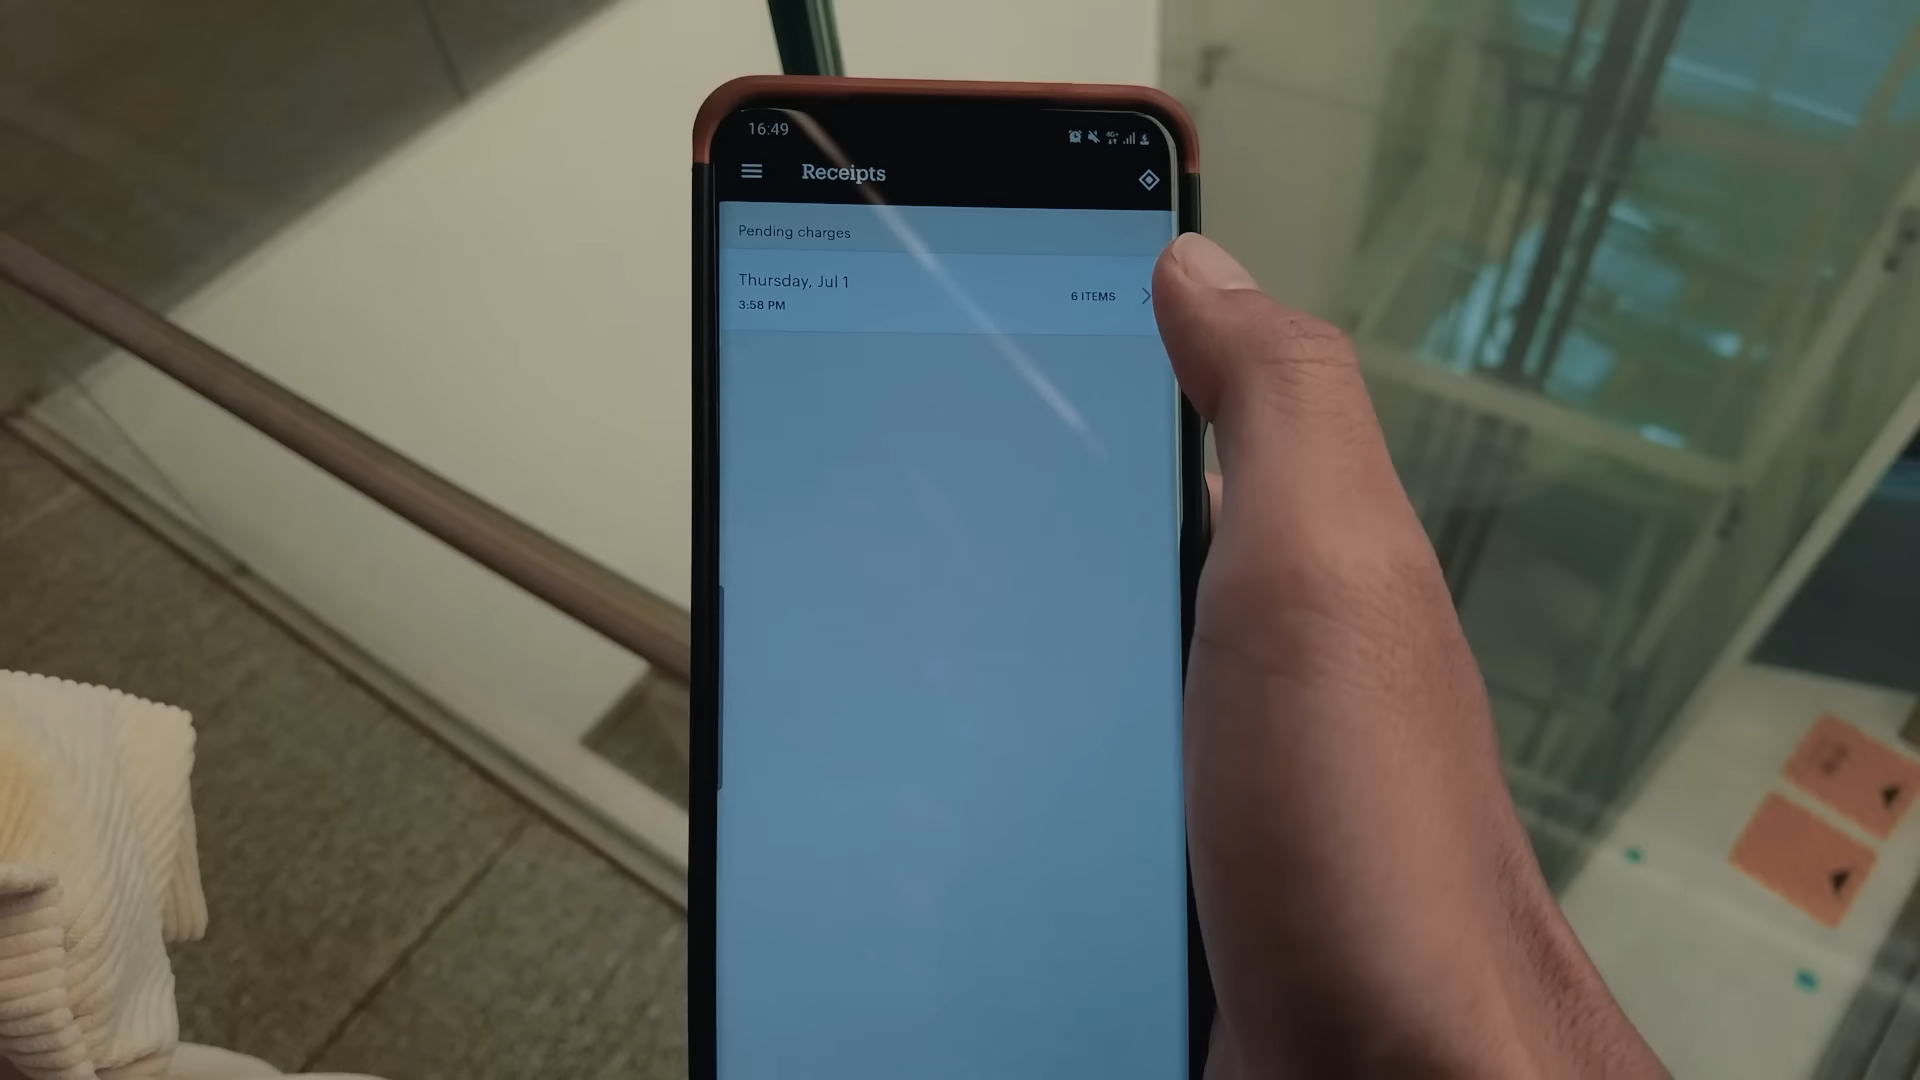 16:49
Receipts
Pending charges
Thursday, Jul 1
3:58 PM
6 ITEMS